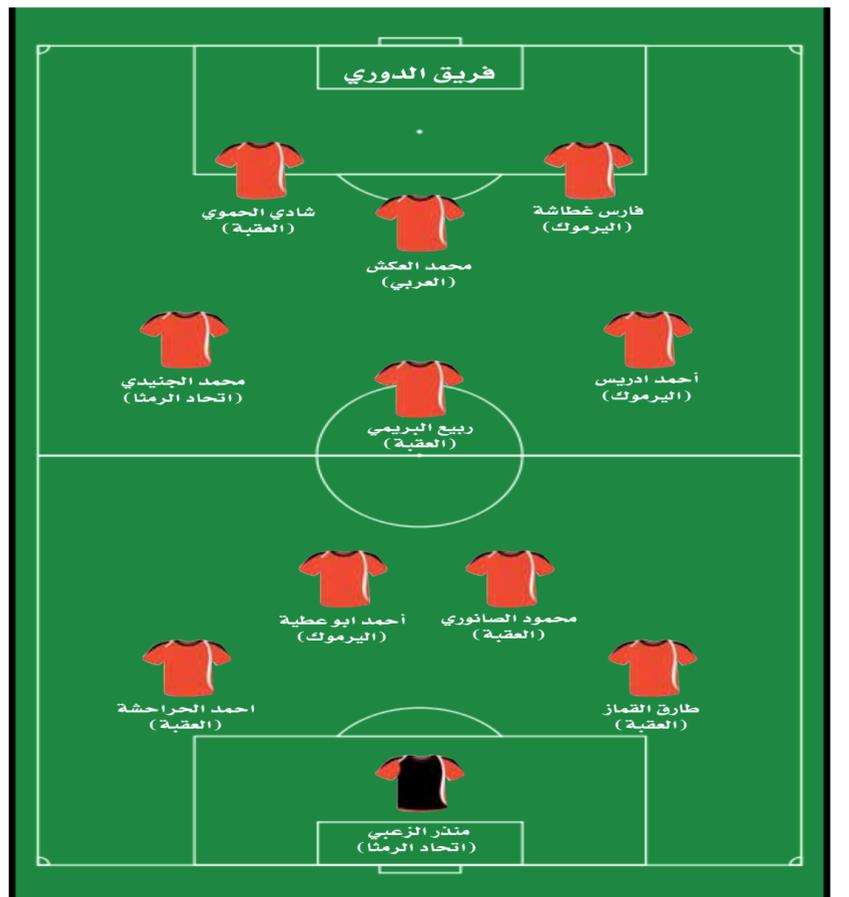 فريق الدوري
فارس غطاشة
(اليرموك)
شادي الحموي
(العقبة)
محمد العكش
(العربي)
أحمد ادريس
(اليرموك)
محمد الجنيدي
(اتحاد الرمثا)
ربيع البريمي
(العقبة)
محمود الصانوري
(العقبة)
أحمد ابو عطية
(اليرموك)
طارق القماز
(العقبة)
احمد الحراحشة
(العقبة)
منذر الزعبي
(اتحاد الرمثا)